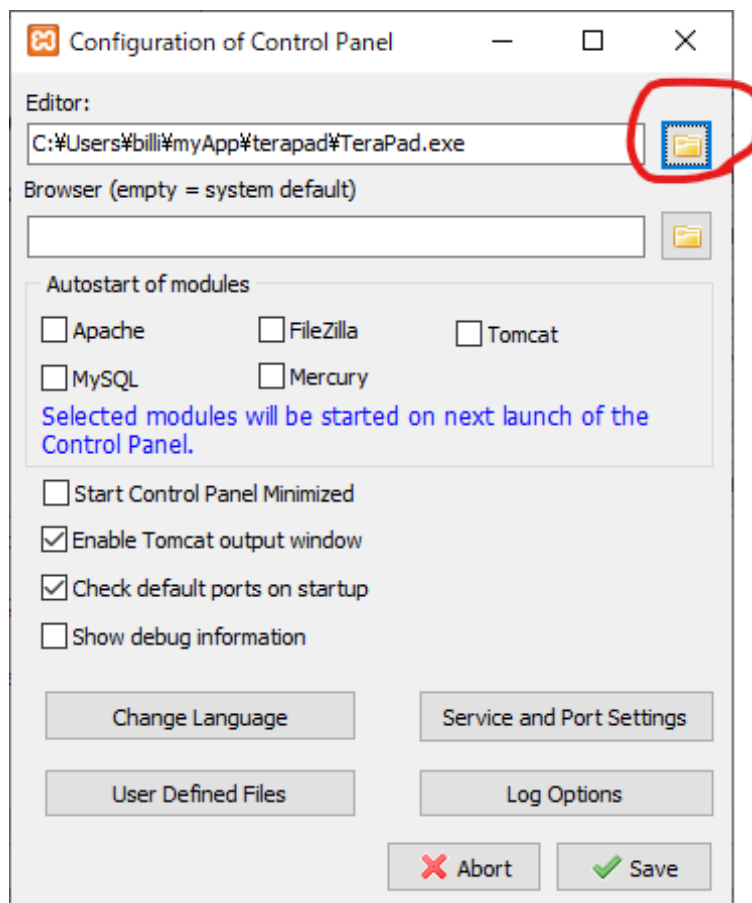 Configuration of Control Panel
Editor:
C:¥Users¥billi¥myApp¥terapad¥TeraPad.exe
Browser (empty = system default)
Autostart of modules
Apache
FileZilla
Tomcat
MySQL
Mercury
Selected modules will be started on next launch of the
Control Panel.
Start Control Panel Minimized
Enable Tomcat output window
Check default ports on startup
Show debug information
Change Language
Service and Port Settings
User Defined Files
Log Options
Abort
Save